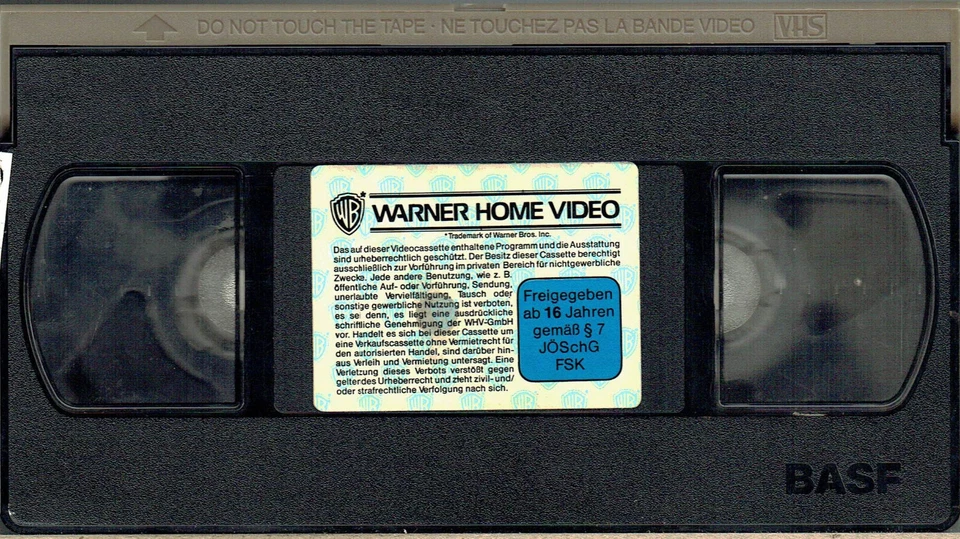 DO NOT TOUCH THE TAPE · NE TOUCHEZ PAS LA BANDE VIDEO VHS
WB* WARNER HOME VIDEO
*Trademark of Warner Bros. Inc.
Das auf dieser Videocassette enthaltene Programm und die Ausstattung
sind urheberrechtlich geschützt. Der Besitz dieser Cassette berechtigt
ausschließlich zur Vorführung im privaten Bereich für nichtgewerbliche
Zwecke. Jede andere Benutzung, wie z. B.
öffentliche Auf- oder Vorführung, Sendung,
unerlaubte Vervielfältigung, Tausch oder
sonstige gewerbliche Nutzung ist verboten,
es sei denn, es liegt eine ausdrückliche
schriftliche Genehmigung der WHV-GmbH
vor. Handelt es sich bei dieser Cassette um
eine Verkaufscassette ohne Vermietrecht für
den autorisierten Handel, sind darüber hin-
aus Verleih und Vermietung untersagt. Eine
Verletzung dieses Verbots verstößt gegen
geltendes Urheberrecht und zieht zivil- und/
oder strafrechtliche Verfolgung nach sich.
Freigegeben
ab 16 Jahren
gemäß § 7
JÖSchG
FSK
BASF